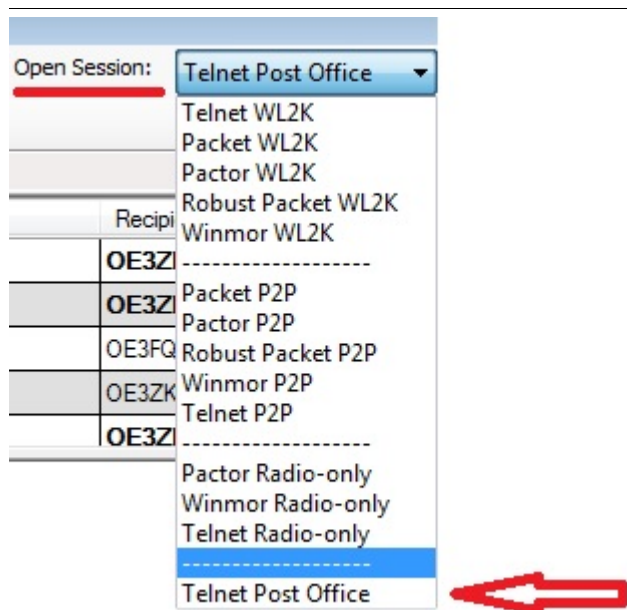 Open Session: Telnet Post Office
Telnet WL2K
Packet WL2K
Pactor WL2K
Robust Packet WL2K
Winmor WL2K
-------------------
Packet P2P
Pactor P2P
Robust Packet P2P
Winmor P2P
Telnet P2P
-------------------
Pactor Radio-only
Winmor Radio-only
Telnet Radio-only
-------------------
Telnet Post Office
Recipi
OE3Z
OE3Z
OE3FQ
OE3ZK
OE3Z